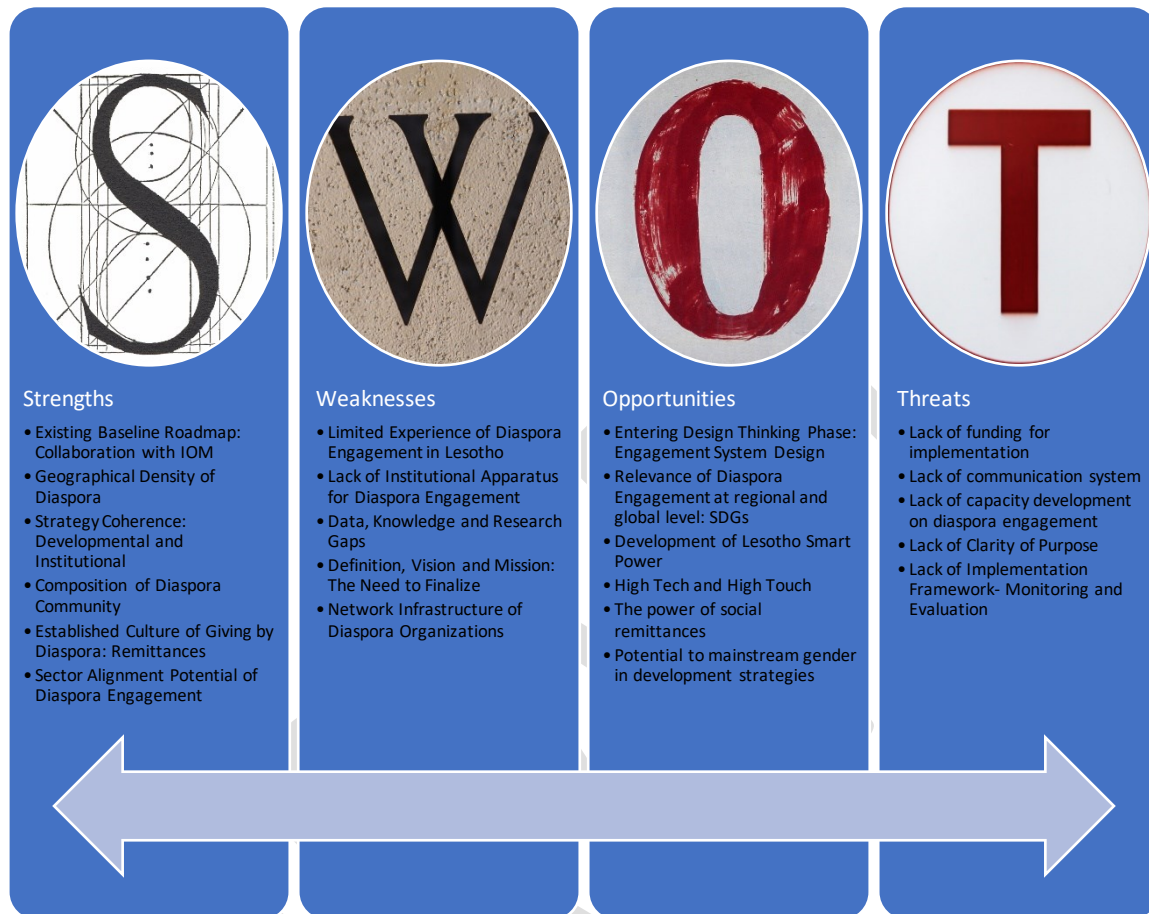 S
W
O
T
Strengths
• Existing Baseline Roadmap:
Collaboration with IOM
• Geographical Density of
Diaspora
• Strategy Coherence:
Developmental and
Institutional
• Composition of Diaspora
Community
• Established Culture of Giving by
Diaspora: Remittances
• Sector Alignment Potential of
Diaspora Engagement
Weaknesses
• Limited Experience of Diaspora
Engagement in Lesotho
• Lack of Institutional Apparatus
for Diaspora Engagement
• Data, Knowledge and Research
Gaps
• Definition, Vision and Mission:
The Need to Finalize
• Network Infrastructure of
Diaspora Organizations
Opportunities
• Entering Design Thinking Phase:
Engagement System Design
• Relevance of Diaspora
Engagement at regional and
global level: SDGs
• Development of Lesotho Smart
Power
• High Tech and High Touch
• The power of social
remittances
• Potential to mainstream gender
in development strategies
Threats
• Lack of funding for
implementation
• Lack of communication system
• Lack of capacity development
on diaspora engagement
• Lack of Clarity of Purpose
• Lack of Implementation
Framework- Monitoring and
Evaluation